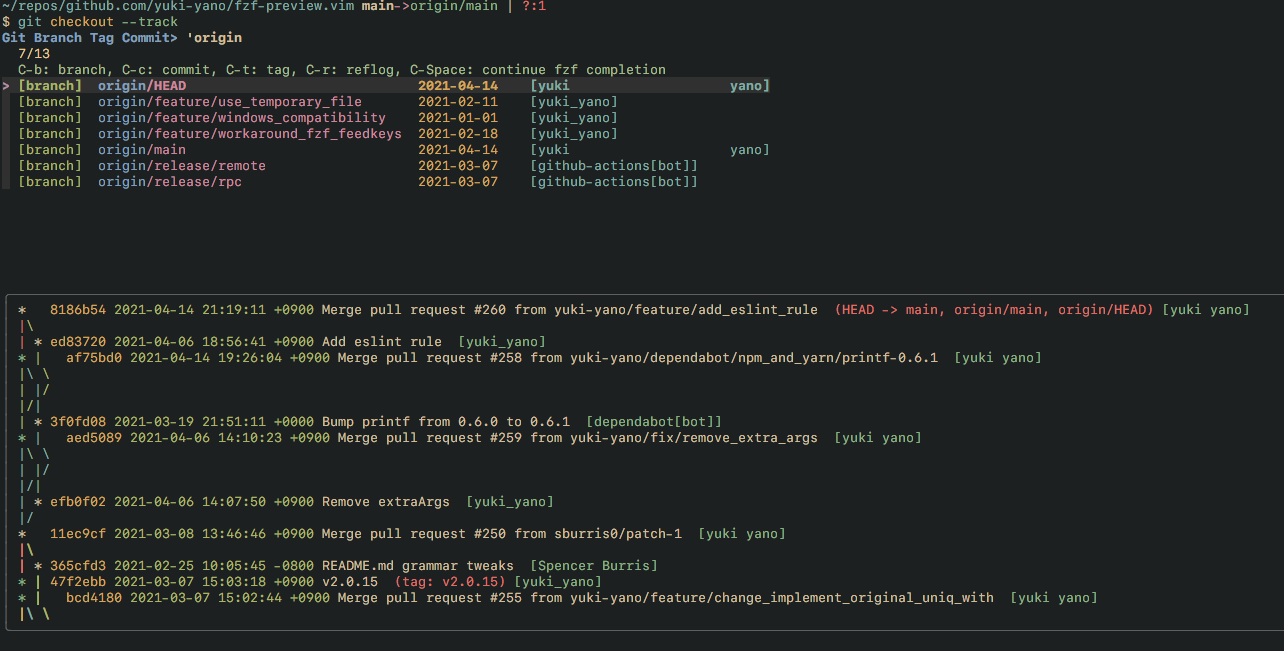 ~/repos/github.com/yuki-yano/fzf-preview.vim main->origin/main | ?:1
$ git checkout --track
Git Branch Tag Commit> 'origin
  7/13
  C-b: branch, C-c: commit, C-t: tag, C-r: reflog, C-Space: continue fzf completion
> [branch]  origin/HEAD                             2021-04-14    [yuki                    yano]
  [branch]  origin/feature/use_temporary_file       2021-02-11    [yuki_yano]
  [branch]  origin/feature/windows_compatibility    2021-01-01    [yuki_yano]
  [branch]  origin/feature/workaround_fzf_feedkeys  2021-02-18    [yuki_yano]
  [branch]  origin/main                             2021-04-14    [yuki                    yano]
  [branch]  origin/release/remote                   2021-03-07    [github-actions[bot]]
  [branch]  origin/release/rpc                      2021-03-07    [github-actions[bot]]
*   8186b54 2021-04-14 21:19:11 +0900 Merge pull request #260 from yuki-yano/feature/add_eslint_rule  (HEAD -> main, origin/main, origin/HEAD) [yuki yano]
|\
| * ed83720 2021-04-06 18:56:41 +0900 Add eslint rule  [yuki_yano]
* |   af75bd0 2021-04-14 19:26:04 +0900 Merge pull request #258 from yuki-yano/dependabot/npm_and_yarn/printf-0.6.1  [yuki yano]
|\ \
| |/
|/|
| * 3f0fd08 2021-03-19 21:51:11 +0000 Bump printf from 0.6.0 to 0.6.1  [dependabot[bot]]
* |   aed5089 2021-04-06 14:10:23 +0900 Merge pull request #259 from yuki-yano/fix/remove_extra_args  [yuki yano]
|\ \
| |/
|/|
| * efb0f02 2021-04-06 14:07:50 +0900 Remove extraArgs  [yuki_yano]
|/
*   11ec9cf 2021-03-08 13:46:46 +0900 Merge pull request #250 from sburris0/patch-1  [yuki yano]
|\
| * 365cfd3 2021-02-25 10:05:45 -0800 README.md grammar tweaks  [Spencer Burris]
* | 47f2ebb 2021-03-07 15:03:18 +0900 v2.0.15  (tag: v2.0.15) [yuki_yano]
* |   bcd4180 2021-03-07 15:02:44 +0900 Merge pull request #255 from yuki-yano/feature/change_implement_original_uniq_with  [yuki yano]
|\ \